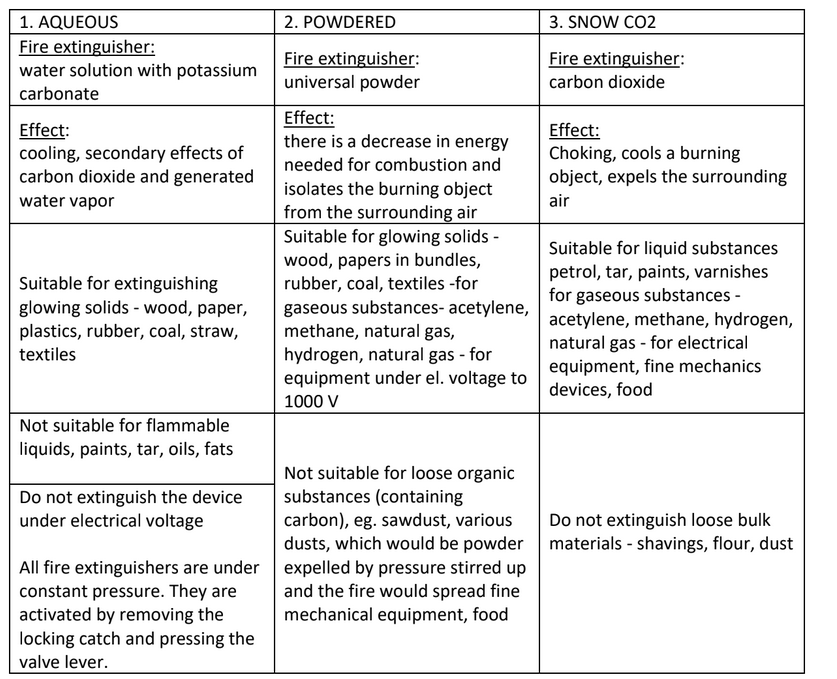 1. AQUEOUS
2. POWDERED
3. SNOW CO2
Fire extinguisher:
water solution with potassium
carbonate
Fire extinguisher:
universal powder
Fire extinguisher:
carbon dioxide
Effect:
cooling, secondary effects of
carbon dioxide and generated
water vapor
Effect:
there is a decrease in energy
needed for combustion and
isolates the burning object
from the surrounding air
Effect:
Choking, cools a burning
object, expels the surrounding
air
Suitable for extinguishing
glowing solids - wood, paper,
plastics, rubber, coal, straw,
textiles
Suitable for glowing solids -
wood, papers in bundles,
rubber, coal, textiles -for
gaseous substances- acetylene,
methane, natural gas,
hydrogen, natural gas - for
equipment under el. voltage to
1000 V
Suitable for liquid substances
petrol, tar, paints, varnishes
for gaseous substances -
acetylene, methane, hydrogen,
natural gas - for electrical
equipment, fine mechanics
devices, food
Not suitable for flammable
liquids, paints, tar, oils, fats
Do not extinguish the device
under electrical voltage
All fire extinguishers are under
constant pressure. They are
activated by removing the
locking catch and pressing the
valve lever.
Not suitable for loose organic
substances (containing
carbon), eg. sawdust, various
dusts, which would be powder
expelled by pressure stirred up
and the fire would spread fine
mechanical equipment, food
Do not extinguish loose bulk
materials - shavings, flour, dust